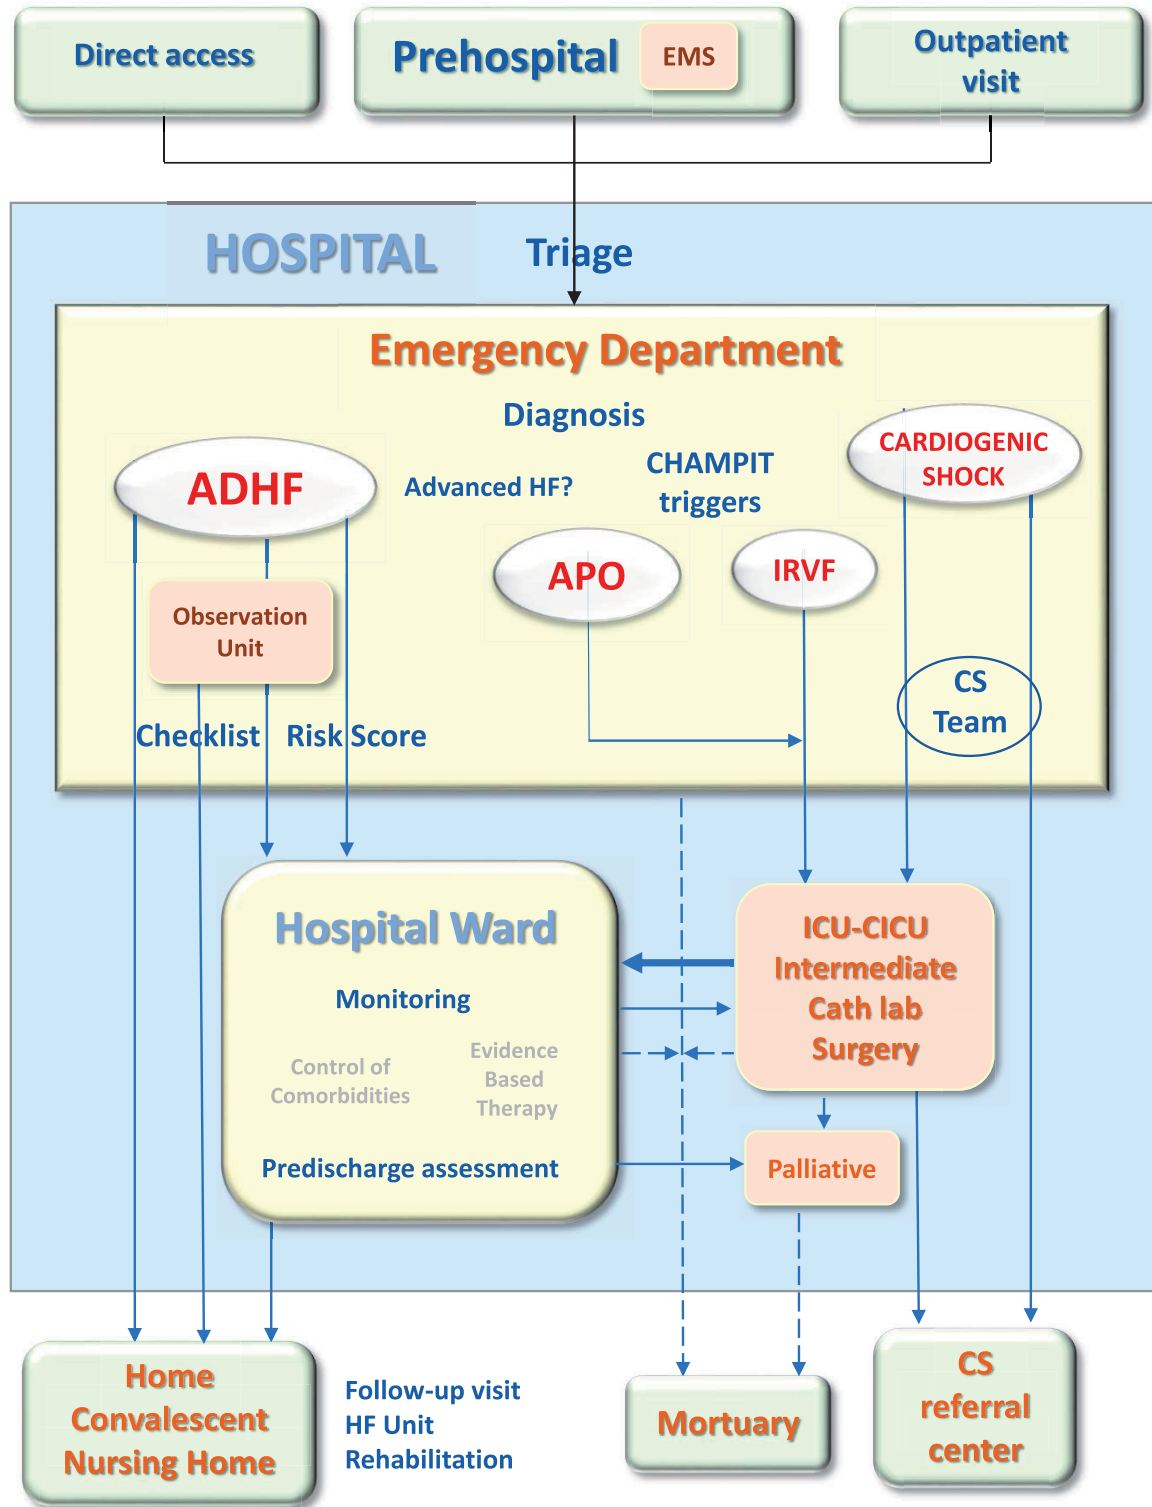 Direct access
Prehospital
EMS
Outpatient
visit
HOSPITAL
Triage
Emergency Department
Diagnosis
ADHF
Advanced HF?
CHAMPIT
triggers
CARDIOGENIC
SHOCK
APO
IRVF
Observation
Unit
CS
Team
Checklist
Risk Score
Hospital Ward
Monitoring
Control of
Comorbidities
Evidence
Based
Therapy
Predischarge assessment
ICU-CICU
Intermediate
Cath lab
Surgery
Palliative
Home
Convalescent
Nursing Home
Follow-up visit
HF Unit
Rehabilitation
Mortuary
CS
referral
center